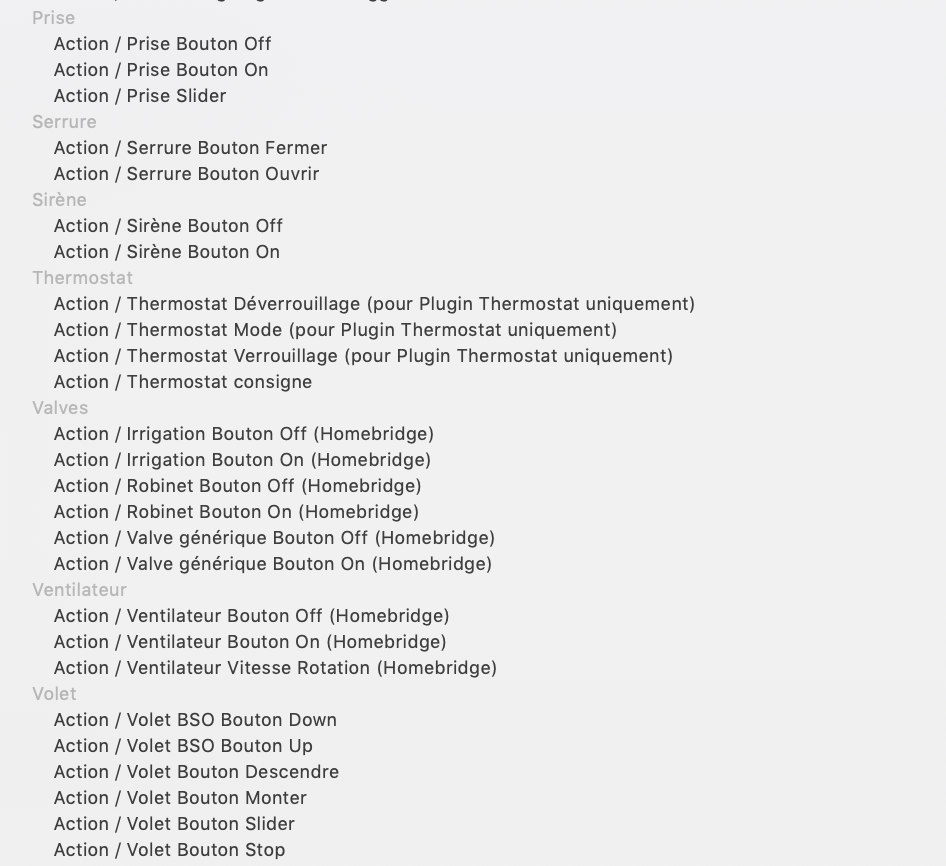 Prise
Action / Prise Bouton Off
Action / Prise Bouton On
Action / Prise Slider
Serrure
Action / Serrure Bouton Fermer
Action / Serrure Bouton Ouvrir
Sirène
Action / Sirène Bouton Off
Action / Sirène Bouton On
Thermostat
Action / Thermostat Déverrouillage (pour Plugin Thermostat uniquement)
Action / Thermostat Mode (pour Plugin Thermostat uniquement)
Action / Thermostat Verrouillage (pour Plugin Thermostat uniquement)
Action / Thermostat consigne
Valves
Action / Irrigation Bouton Off (Homebridge)
Action / Irrigation Bouton On (Homebridge)
Action / Robinet Bouton Off (Homebridge)
Action / Robinet Bouton On (Homebridge)
Action / Valve générique Bouton Off (Homebridge)
Action / Valve générique Bouton On (Homebridge)
Ventilateur
Action / Ventilateur Bouton Off (Homebridge)
Action / Ventilateur Bouton On (Homebridge)
Action / Ventilateur Vitesse Rotation (Homebridge)
Volet
Action / Volet BSO Bouton Down
Action / Volet BSO Bouton Up
Action / Volet Bouton Descendre
Action / Volet Bouton Monter
Action / Volet Bouton Slider
Action / Volet Bouton Stop